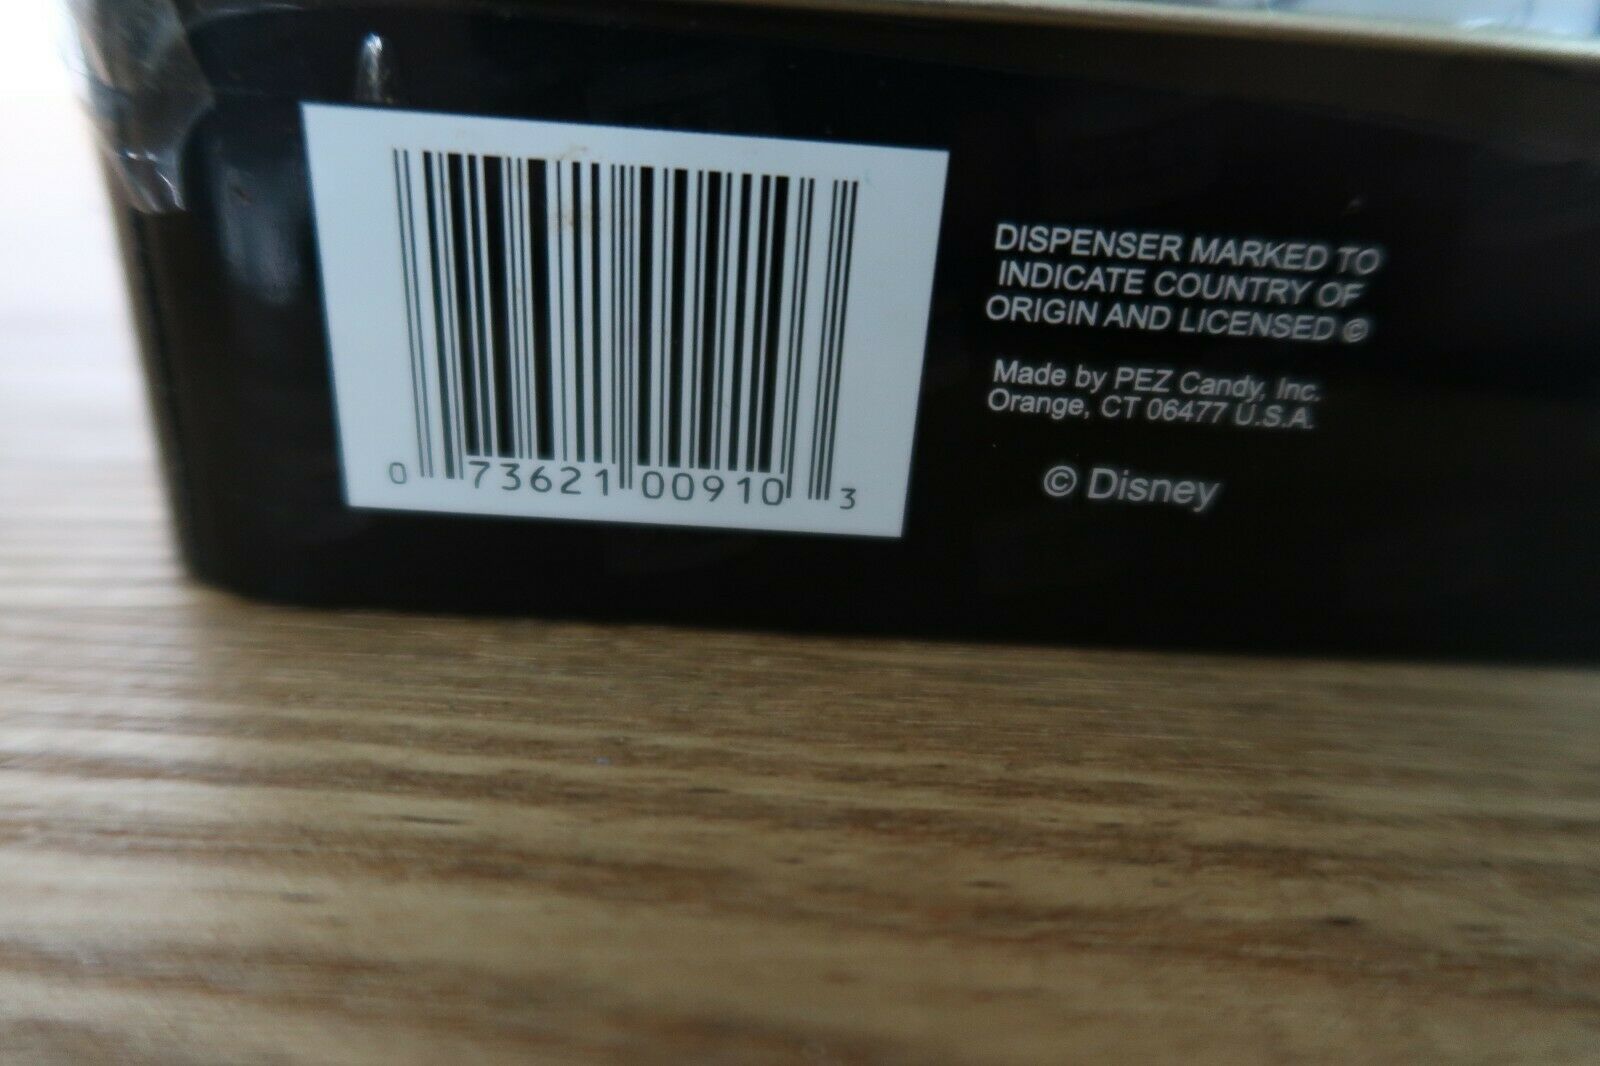 0 73621 00910 3
DISPENSER MARKED TO
INDICATE COUNTRY OF
ORIGIN AND LICENSED ©
Made by PEZ Candy, Inc.
Orange, CT 06477 U.S.A.
© Disney